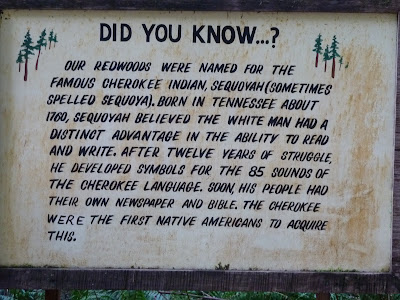 DID YOU KNOW...?
OUR REDWOODS WERE NAMED FOR THE
FAMOUS CHEROKEE INDIAN, SEQUOYAH (SOMETIMES
SPELLED SEQUOYA). BORN IN TENNESSEE ABOUT
1760, SEQUOYAH BELIEVED THE WHITE MAN HAD A
DISTINCT ADVANTAGE IN THE ABILITY TO READ
AND WRITE. AFTER TWELVE YEARS OF STRUGGLE,
HE DEVELOPED SYMBOLS FOR THE 85 SOUNDS OF
THE CHEROKEE LANGUAGE. SOON, HIS PEOPLE HAD
THEIR OWN NEWSPAPER AND BIBLE. THE CHEROKEE
WERE THE FIRST NATIVE AMERICANS TO ACQUIRE
THIS.